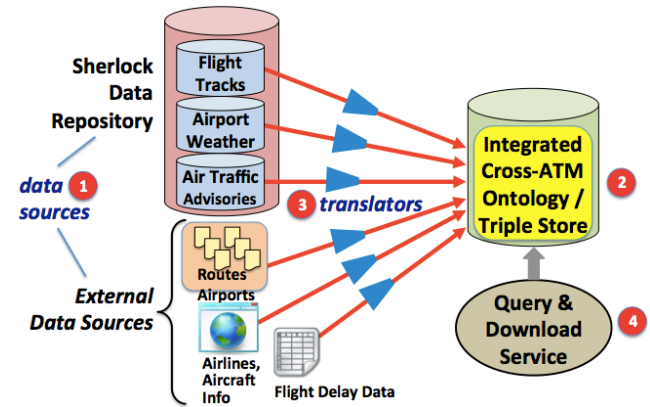 Sherlock
Data
Repository
Flight
Tracks
Airport
Weather
Air Traffic
Advisories
data
sources
1
3
translators
Integrated
Cross-ATM
Ontology /
Triple Store
2
External
Data Sources
Routes
Airports
Airlines,
Aircraft
Info
Flight Delay Data
Query &
Download
Service
4